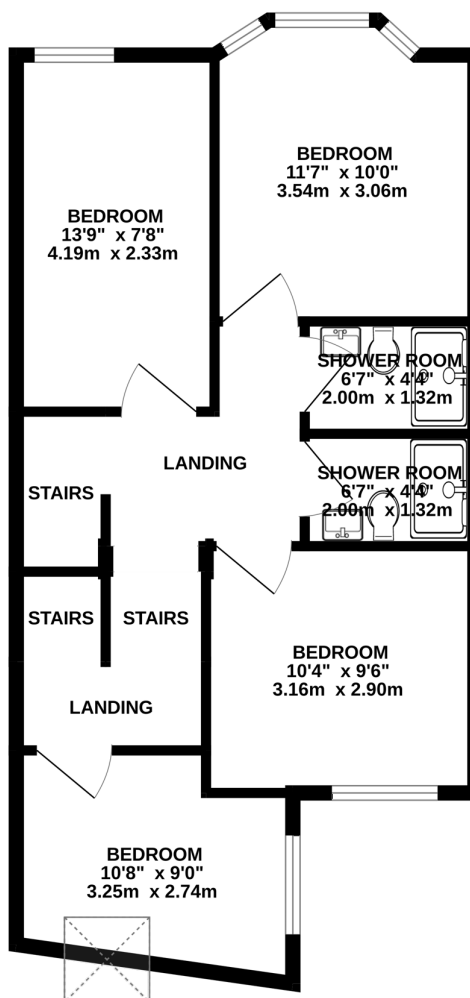 BEDROOM
11'7" x 10'0"
3.54m x 3.06m
BEDROOM
13'9" x 7'8"
4.19m x 2.33m
SHOWER ROOM
6'7" x 4'4"
2.00m x 1.32m
LANDING
SHOWER ROOM
6'7" x 4'4"
2.00m x 1.32m
STAIRS
STAIRS
STAIRS
BEDROOM
10'4" x 9'6"
3.16m x 2.90m
LANDING
BEDROOM
10'8" x 9'0"
3.25m x 2.74m